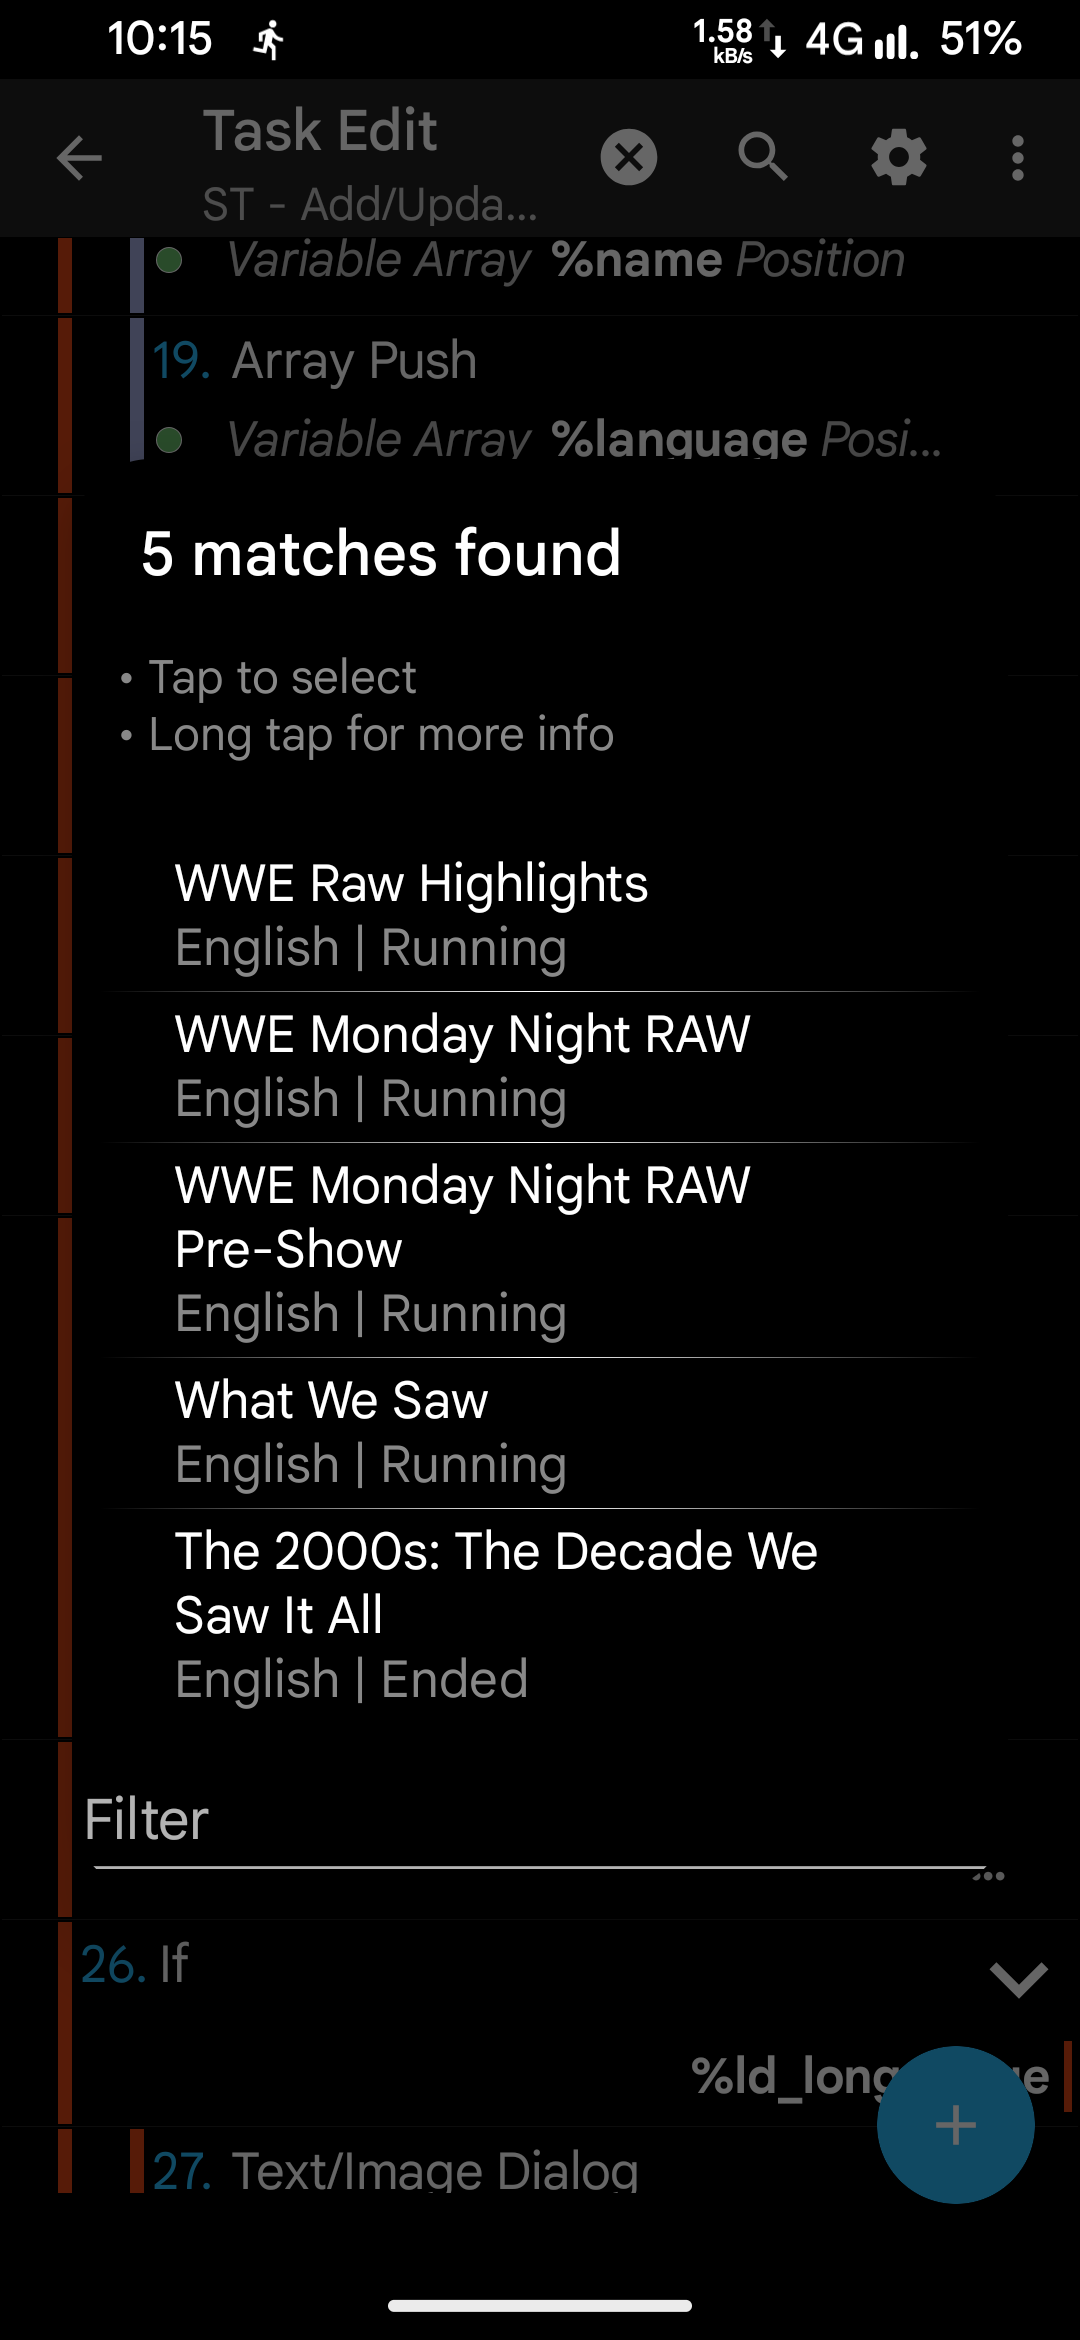 10:15
1.58 kB/s 4G 51%
Task Edit
ST - Add/Upda...
Variable Array %name Position
19. Array Push
Variable Array %language Posi...
5 matches found
• Tap to select
• Long tap for more info
WWE Raw Highlights
English | Running
WWE Monday Night RAW
English | Running
WWE Monday Night RAW
Pre-Show
English | Running
What We Saw
English | Running
The 2000s: The Decade We
Saw It All
English | Ended
Filter
...
26. If
27. Text/Image Dialog